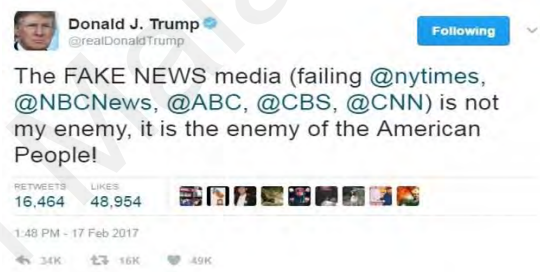 Donald J. Trump
@realDonaldTrump
Following
The FAKE NEWS media (failing @nytimes,
@NBCNews, @ABC, @CBS, @CNN) is not
my enemy, it is the enemy of the American
People!
RETWEETS LIKES
16,464 48,954
1:48 PM - 17 Feb 2017
34K 16K 49K